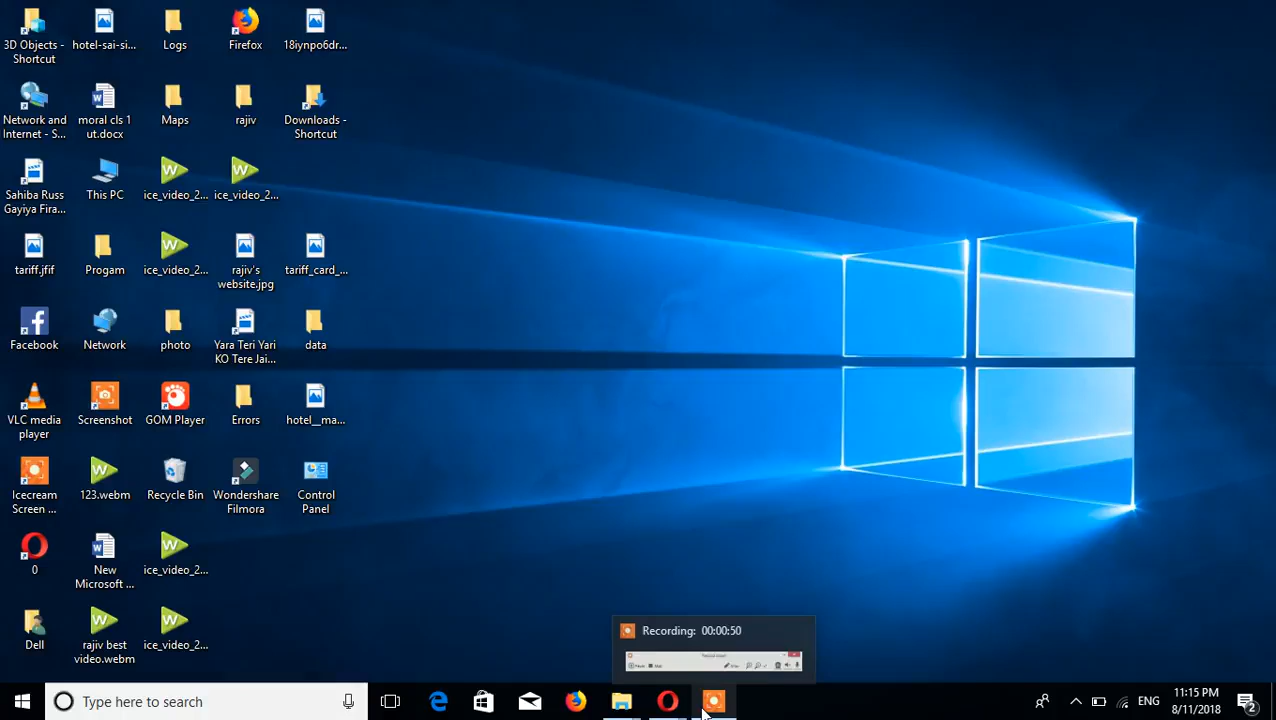 3D Objects -
Shortcut
hotel-sai-si...
Logs
Firefox
18iynpo6dr...
Network and
Internet - S...
moral cls 1
ut.docx
Maps
rajiv
Downloads -
Shortcut
Sahiba Russ
Gayiya Fira...
This PC
ice_video_2...
ice_video_2...
tariff.jfif
Progam
ice_video_2...
rajiv's
website.jpg
tariff_card_...
Facebook
Network
photo
Yara Teri Yari
KO Tere Jai...
data
VLC media
player
Screenshot
GOM Player
Errors
hotel__ma...
Icecream
Screen ...
123.webm
Recycle Bin
Wondershare
Filmora
Control
Panel
0
New
Microsoft ...
ice_video_2...
Dell
rajiv best
video.webm
ice_video_2...
Recording: 00:00:50
Type here to search
ENG
11:15 PM
8/11/2018
2